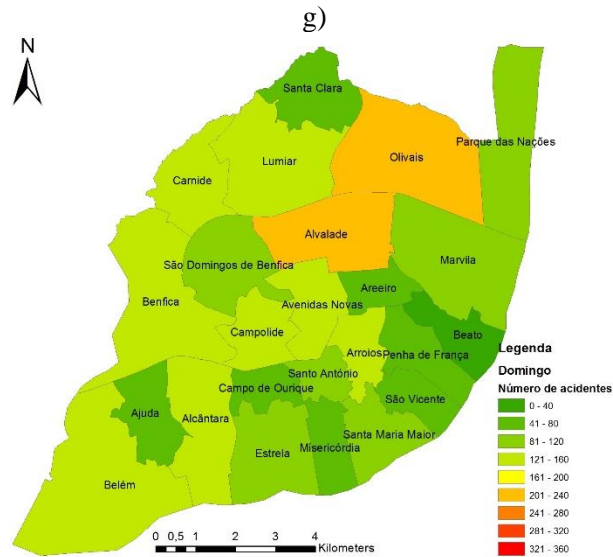 g)
N
Santa Clara
Lumiar
Olivais
Parque das Nações
Carnide
Alvalade
São Domingos de Benfica
Marvila
Benfica
Avenidas Novas
Areeiro
Campolide
Beato
Arroios
Penha de França
Santo António
Campo de Ourique
São Vicente
Ajuda
Alcântara
Santa Maria Maior
Estrela
Misericórdia
Belém
Legenda
Domingo
Número de acidentes
0 - 40
41 - 80
81 - 120
121 - 160
161 - 200
201 - 240
241 - 280
281 - 320
321 - 360
0 0,5 1 2 3 4
Kilometers